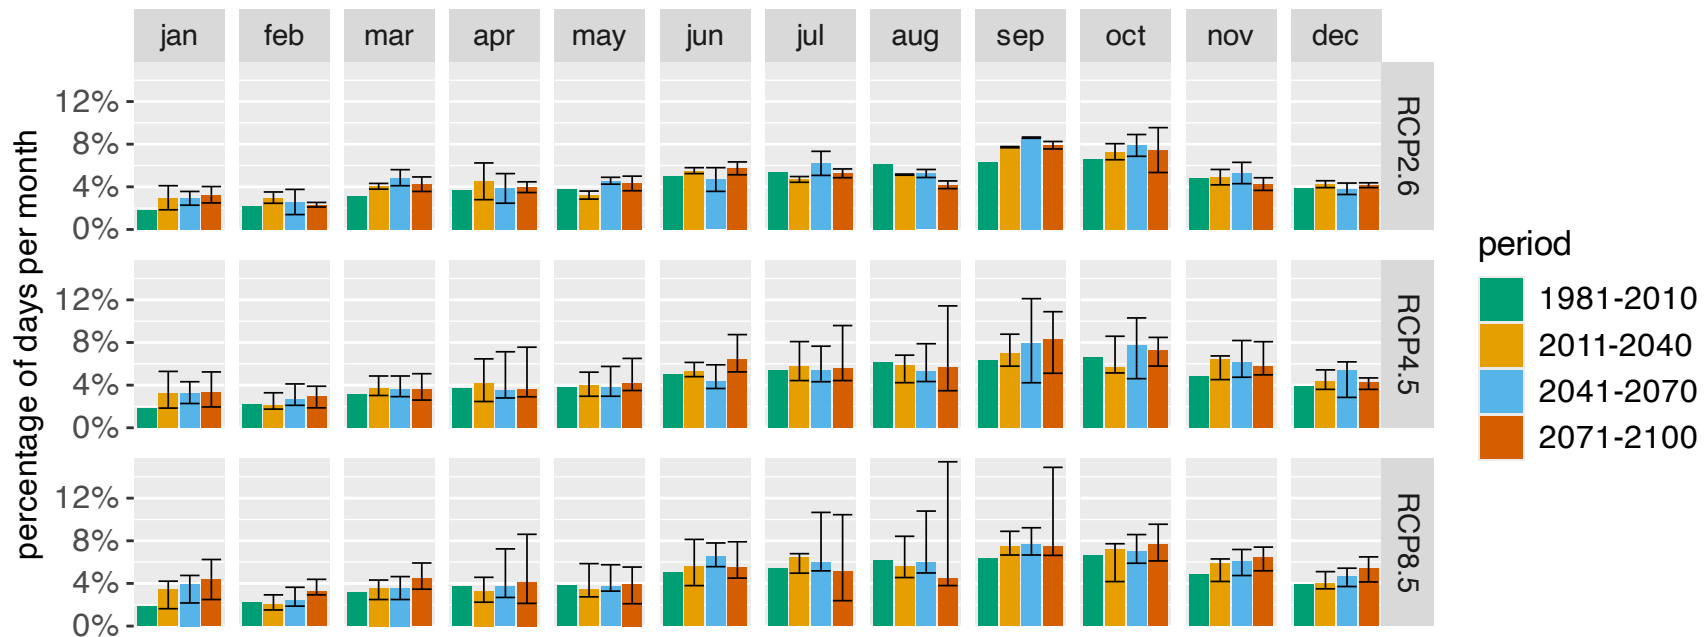 jan feb mar apr may jun jul aug sep oct nov dec
percentage of days per month
12%
8%
4%
0%
RCP2.6
12%
8%
4%
0%
RCP4.5
12%
8%
4%
0%
RCP8.5
period
1981-2010
2011-2040
2041-2070
2071-2100